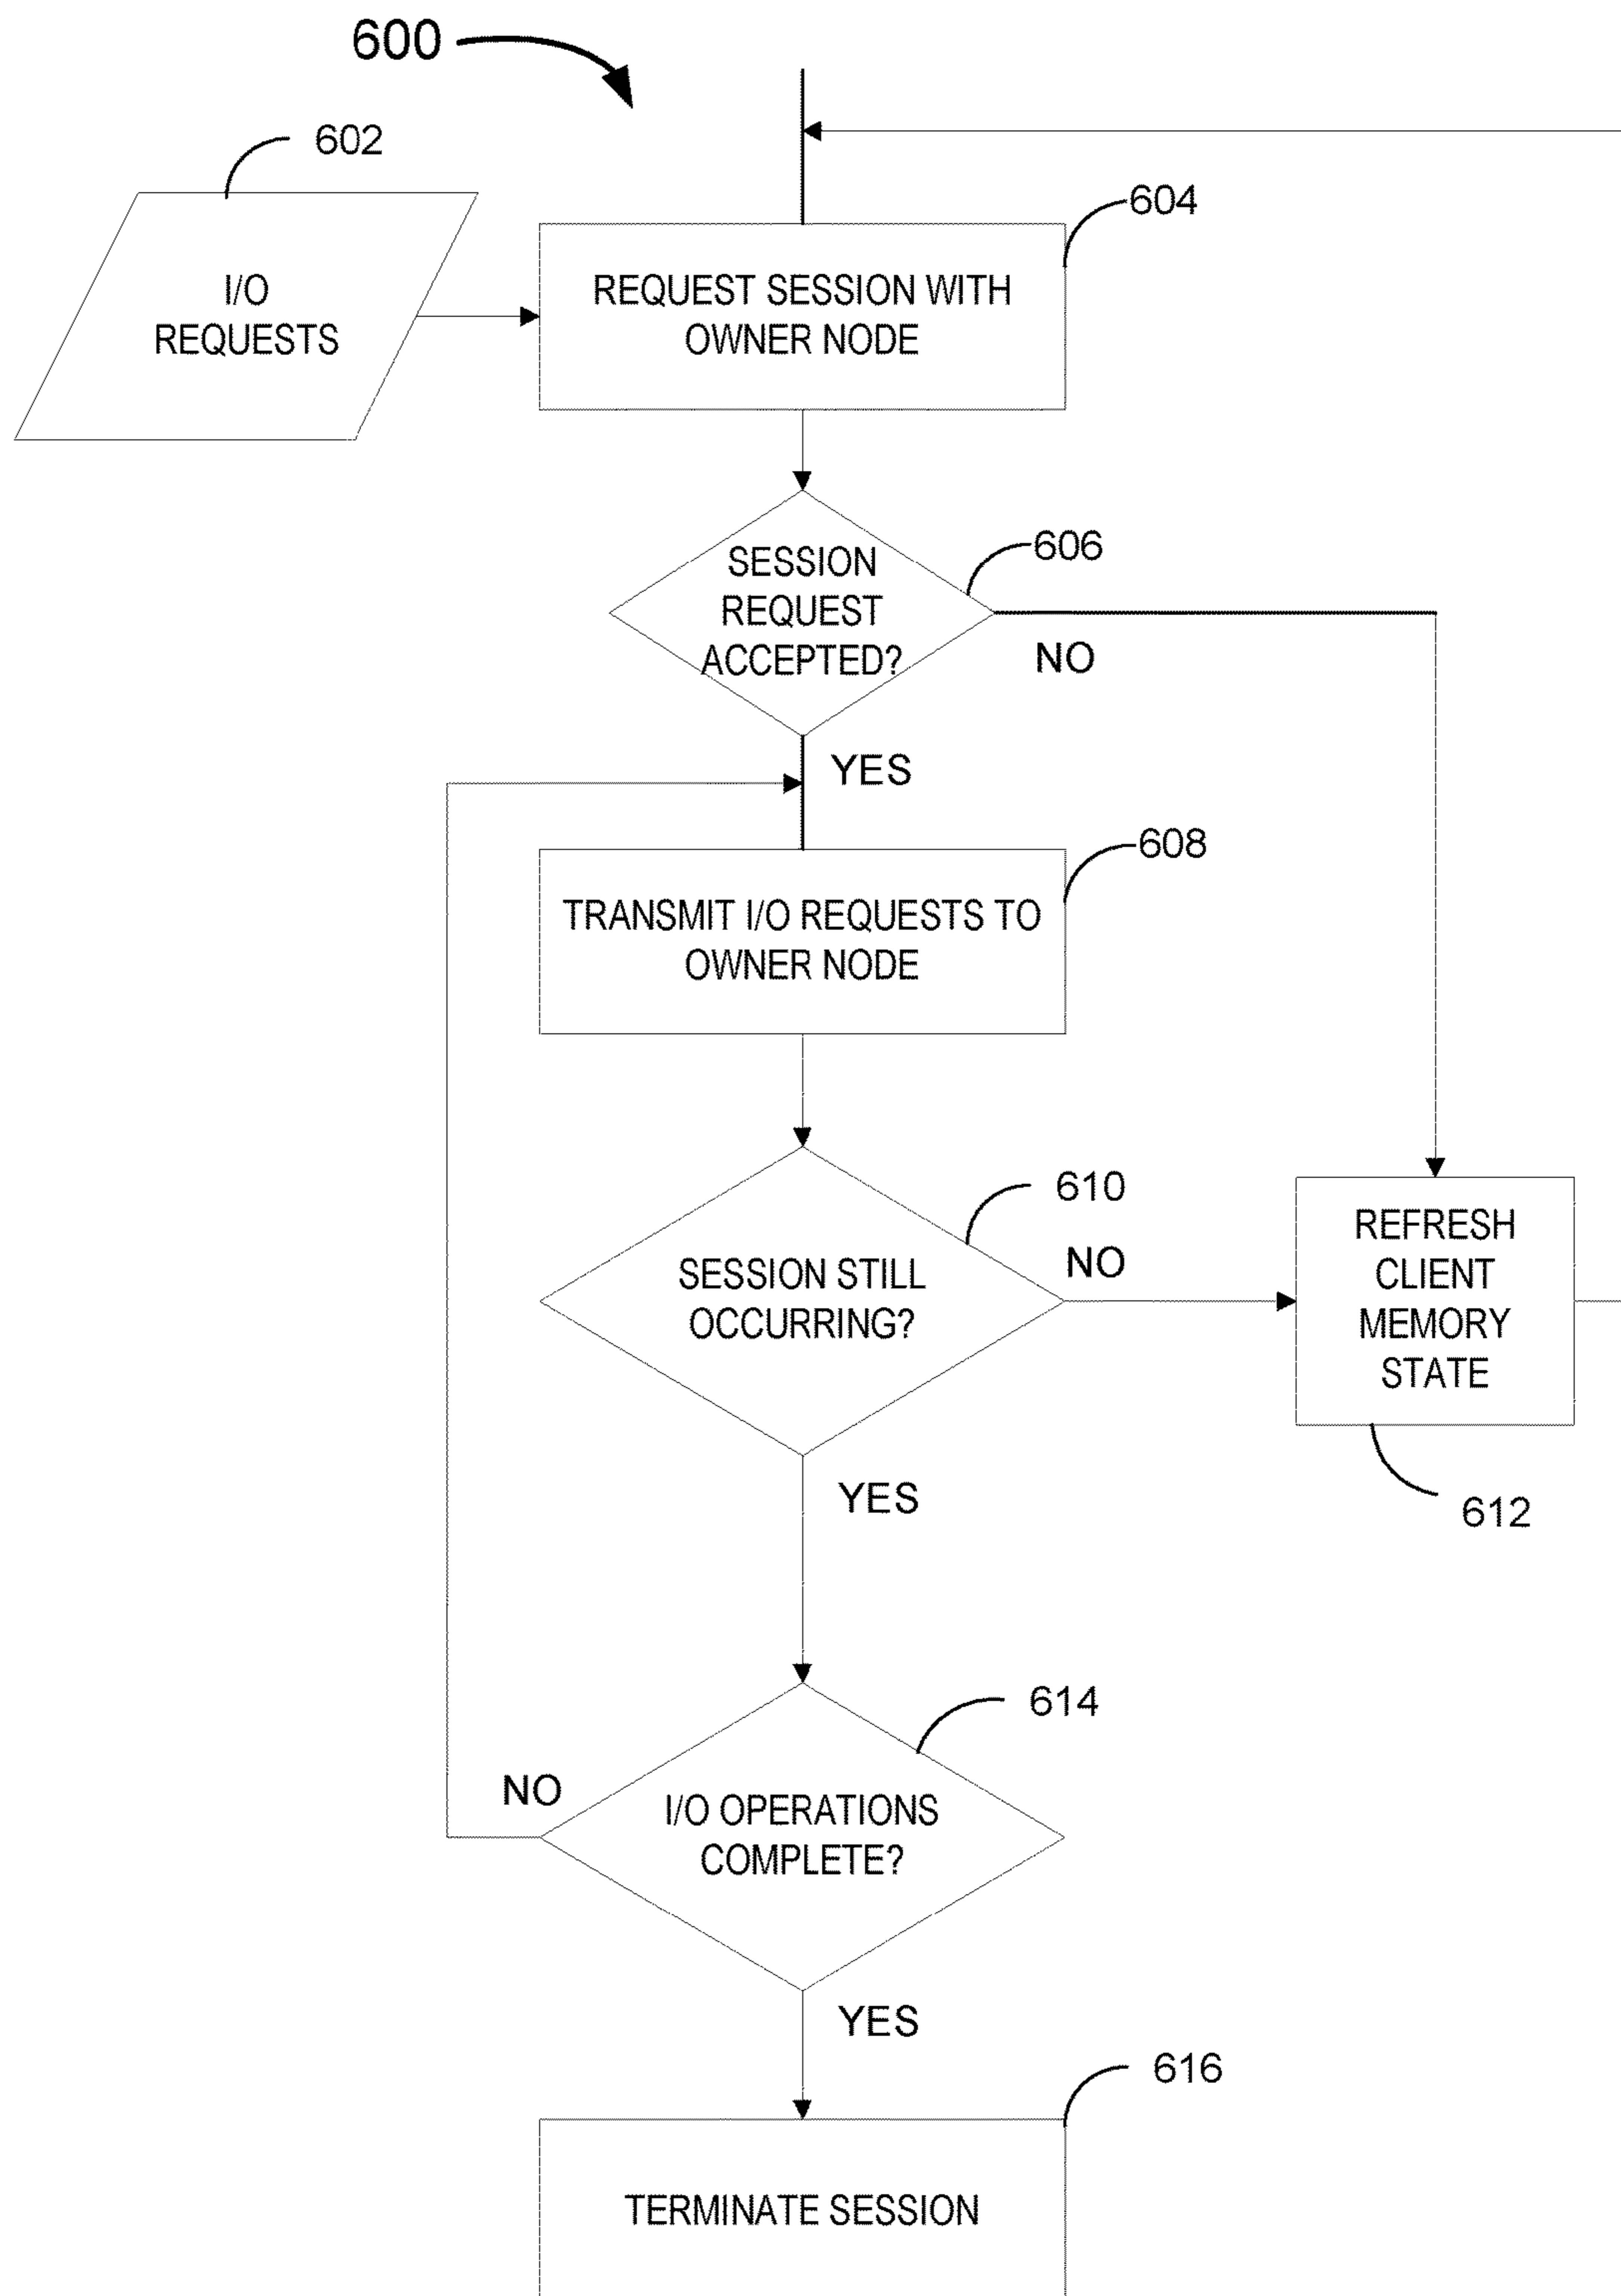 600
602
I/O
REQUESTS
604
REQUEST SESSION WITH
OWNER NODE
606
SESSION
REQUEST
ACCEPTED?
NO
YES
608
TRANSMIT I/O REQUESTS TO
OWNER NODE
610
SESSION STILL
OCCURRING?
NO
REFRESH
CLIENT
MEMORY
STATE
612
YES
614
NO
I/O OPERATIONS
COMPLETE?
YES
616
TERMINATE SESSION